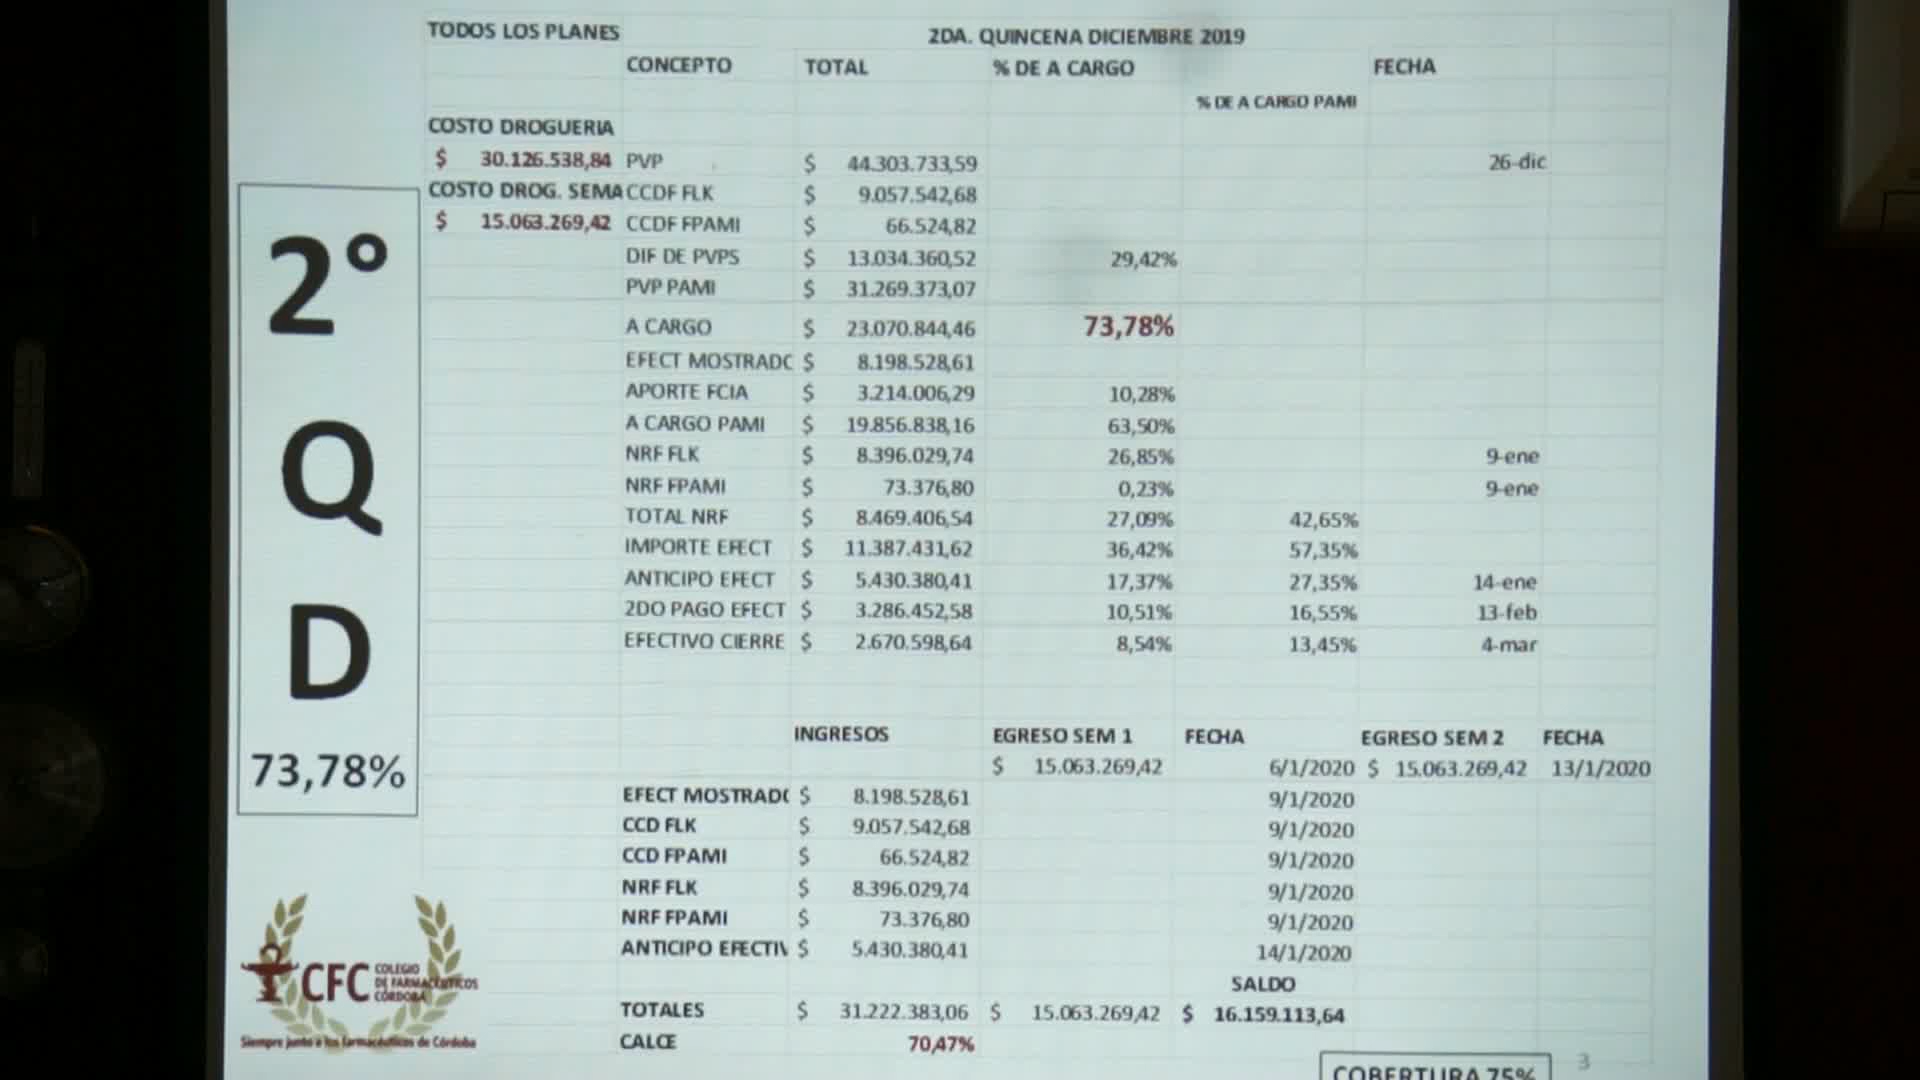 TODOS LOS PLANES 2DA. QUINCENA DICIEMBRE 2019
CONCEPTO TOTAL % DE A CARGO FECHA
% DE A CARGO PAMI
COSTO DROGUERIA
$ 30.126.538,84 PVP $ 44.303.733,59 26-dic
COSTO DROG. SEMA CCDF FLK $ 9.057.542,68
$ 15.063.269,42 CCDF FPAMI $ 66.524,82
DIF DE PVPS $ 13.034.360,52 29,42%
PVP PAMI $ 31.269.373,07
A CARGO $ 23.070.844,46 73,78%
EFECT MOSTRADO $ 8.198.528,61
APORTE FCIA $ 3.214.006,29 10,28%
A CARGO PAMI $ 19.856.838,16 63,50%
NRF FLK $ 8.396.029,74 26,85% 9-ene
NRF FPAMI $ 73.376,80 0,23% 9-ene
TOTAL NRF $ 8.469.406,54 27,09% 42,65%
IMPORTE EFECT $ 11.387.431,62 36,42% 57,35%
ANTICIPO EFECT $ 5.430.380,41 17,37% 27,35% 14-ene
2DO PAGO EFECT $ 3.286.452,58 10,51% 16,55% 13-feb
EFECTIVO CIERRE $ 2.670.598,64 8,54% 13,45% 4-mar
2°
Q
D
73,78%
INGRESOS EGRESO SEM 1 FECHA EGRESO SEM 2 FECHA
$ 15.063.269,42 6/1/2020 $ 15.063.269,42 13/1/2020
EFECT MOSTRADO $ 8.198.528,61 9/1/2020
CCD FLK $ 9.057.542,68 9/1/2020
CCD FPAMI $ 66.524,82 9/1/2020
NRF FLK $ 8.396.029,74 9/1/2020
NRF FPAMI $ 73.376,80 9/1/2020
ANTICIPO EFECTIV $ 5.430.380,41 14/1/2020
SALDO
TOTALES $ 31.222.383,06 $ 15.063.269,42 $ 16.159.113,64
CALCE 70,47%
CFC COLEGIO
DE FARMACÉUTICOS
CÓRDOBA
Siempre junto a los farmacéuticos de Córdoba
COBERTURA 75%
3